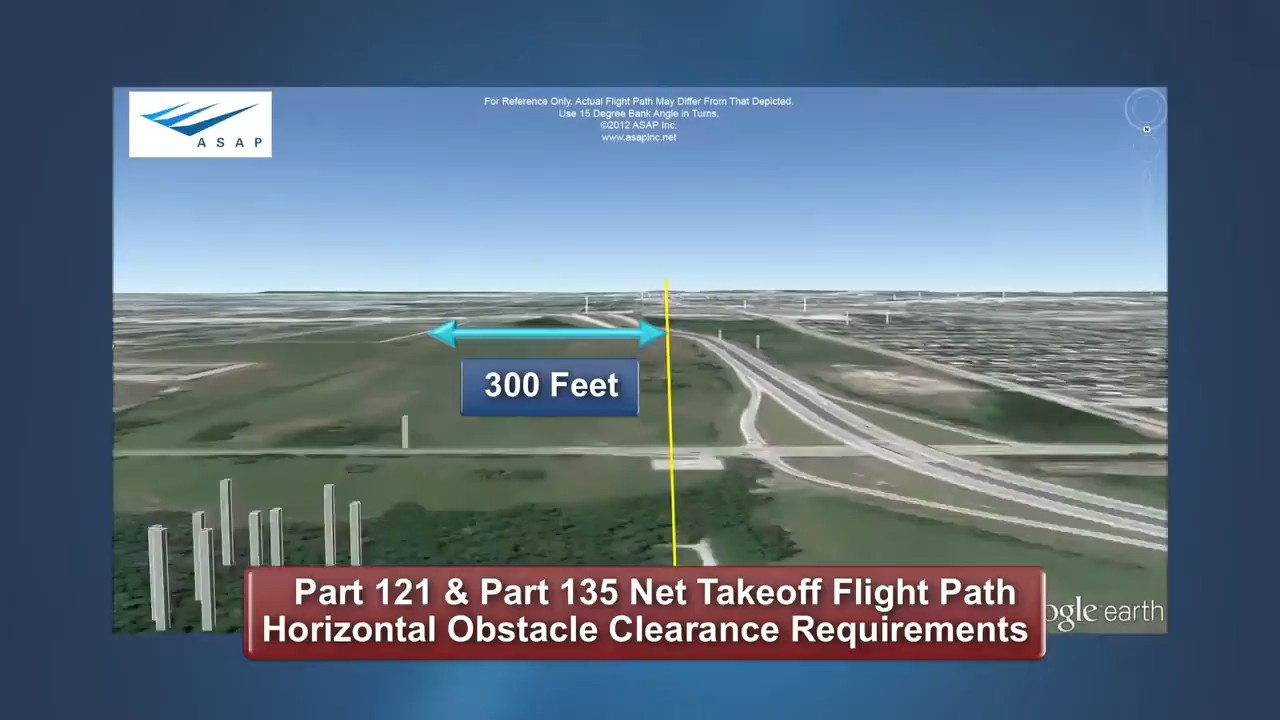 For Reference Only. Actual Flight Path May Differ From That Depicted.
Use 15 Degree Bank Angle in Turns.
©2012 ASAP Inc.
www.asapinc.net
ASAP
N
300 Feet
Part 121 & Part 135 Net Takeoff Flight Path
Horizontal Obstacle Clearance Requirements
ogle earth